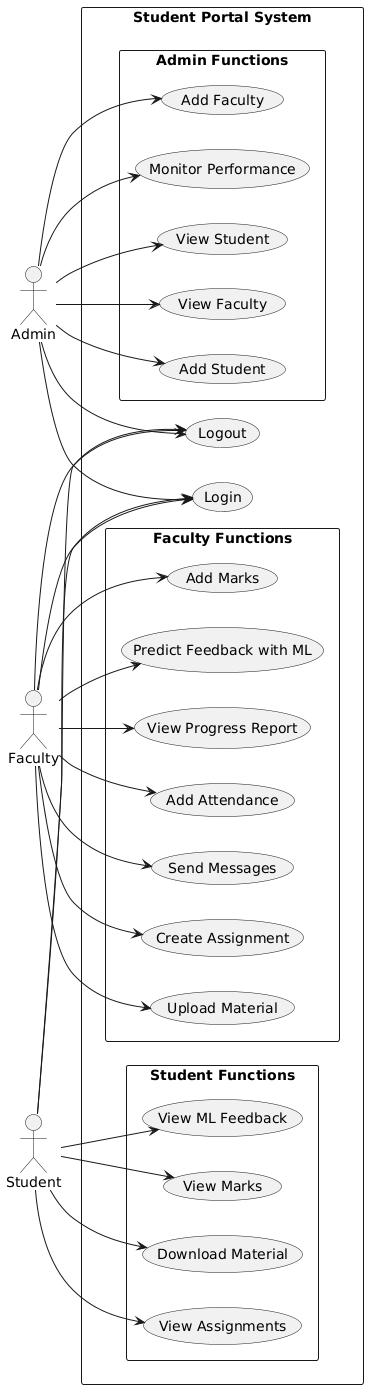 Student Portal System
Admin Functions
Add Faculty
Monitor Performance
View Student
View Faculty
Admin
Add Student
Logout
Login
Faculty Functions
Add Marks
Predict Feedback with ML
View Progress Report
Faculty
Add Attendance
Send Messages
Create Assignment
Upload Material
Student Functions
View ML Feedback
Student
View Marks
Download Material
View Assignments